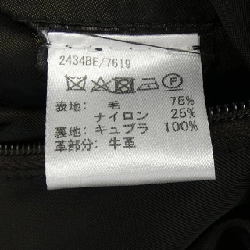 2434BE/7619
表地: 毛 75%
ナイロン 25%
裏地: キュプラ 100%
革部分: 牛革